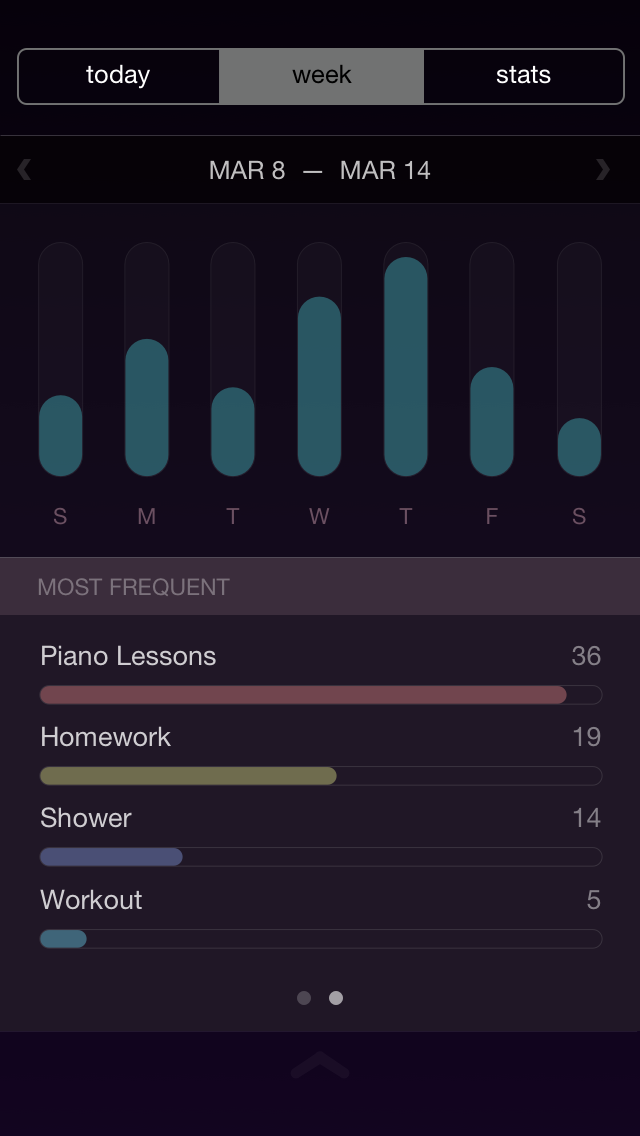 today week stats
MAR 8 — MAR 14
S M T W T F S
MOST FREQUENT
Piano Lessons 36
Homework 19
Shower 14
Workout 5